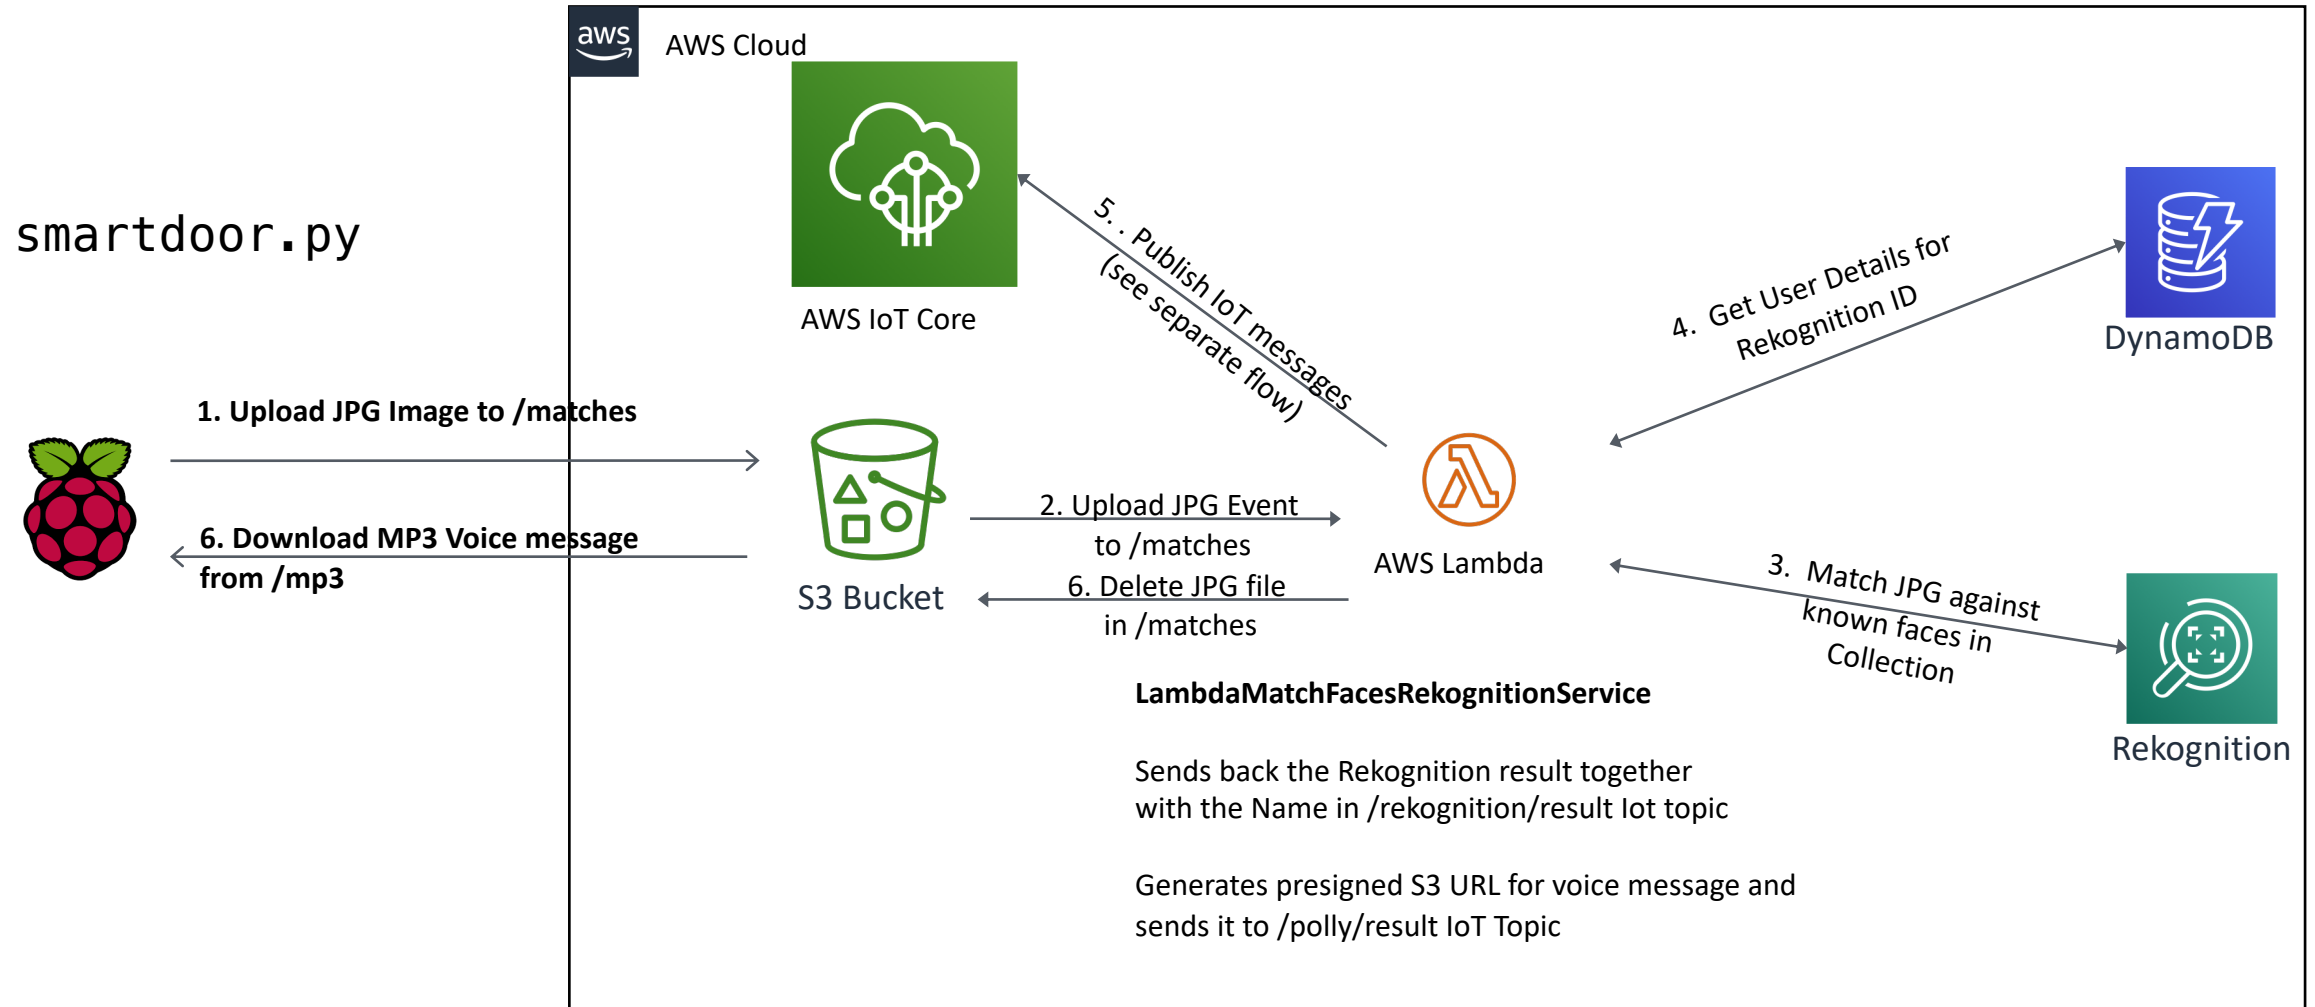 aws
AWS Cloud
smartdoor.py
AWS IoT Core
5. . Publish IoT messages
(see separate flow)
4. Get User Details for
Rekognition ID
DynamoDB
1. Upload JPG Image to /matches
6. Download MP3 Voice message
from /mp3
S3 Bucket
2. Upload JPG Event
to /matches
6. Delete JPG file
in /matches
AWS Lambda
3. Match JPG against
known faces in
Collection
Rekognition
LambdaMatchFacesRekognitionService
Sends back the Rekognition result together
with the Name in /rekognition/result Iot topic
Generates presigned S3 URL for voice message and
sends it to /polly/result IoT Topic